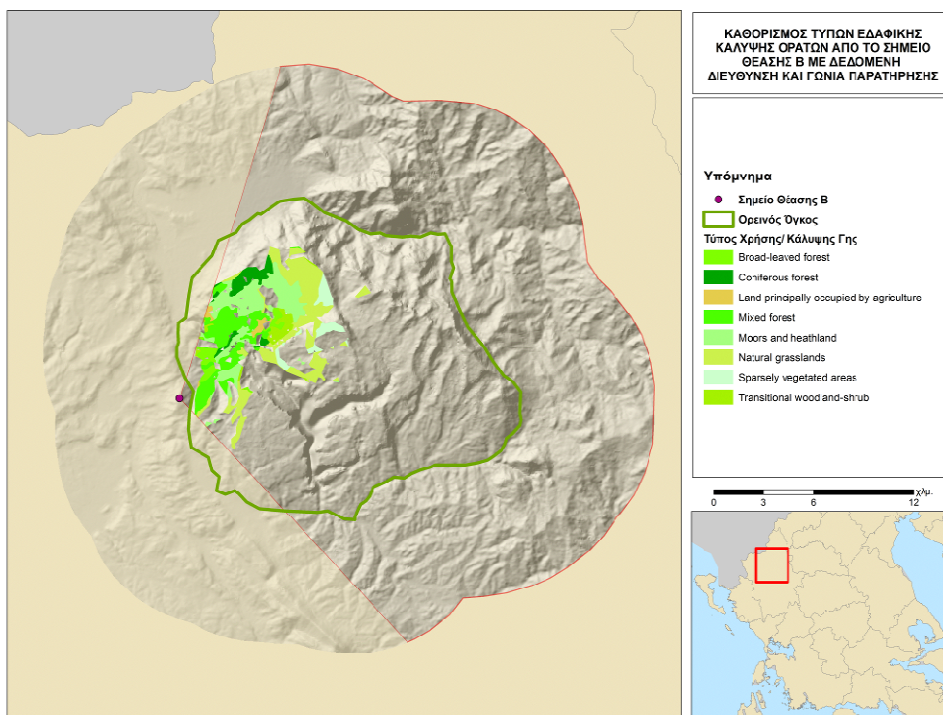 ΚΑΘΟΡΙΣΜΟΣ ΤΥΠΩΝ ΕΔΑΦΙΚΗΣ
ΚΑΛΥΨΗΣ ΟΡΑΤΩΝ ΑΠΟ ΤΟ ΣΗΜΕΙΟ
ΘΕΑΣΗΣ Β ΜΕ ΔΕΔΟΜΕΝΗ
ΔΙΕΥΘΥΝΣΗ ΚΑΙ ΓΩΝΙΑ ΠΑΡΑΤΗΡΗΣΗΣ
Υπόμνημα
Σημείο Θέασης Β
Ορεινός Όγκος
Τύπος Χρήσης/ Κάλυψης Γης
Broad-leaved forest
Coniferous forest
Land principally occupied by agriculture
Mixed forest
Moors and heathland
Natural grasslands
Sparsely vegetated areas
Transitional wood and-shrub
χλμ.
0 3 6 12